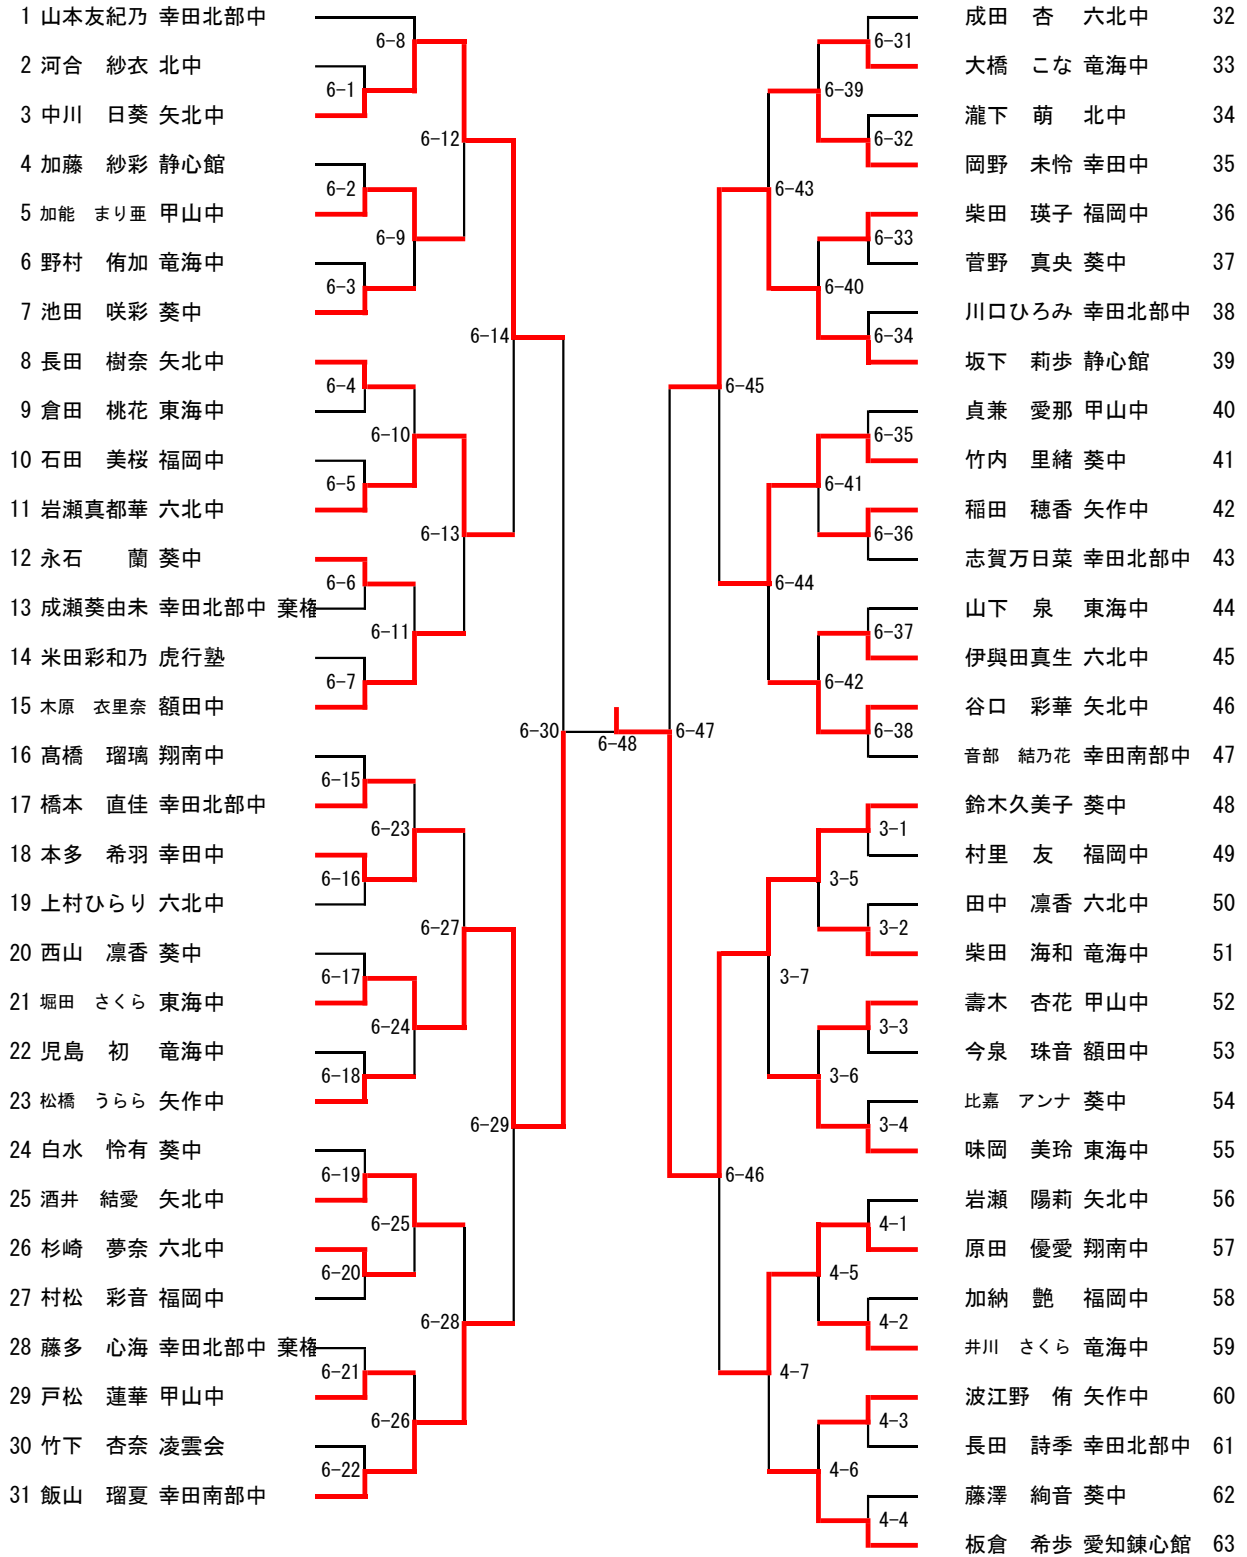 1 山本友紀乃 幸田北部中
2 河合　紗衣 北中
3 中川　日葵 矢北中
4 加藤　紗彩 静心館
5 加能　まり亜 甲山中
6 野村　侑加 竜海中
7 池田　咲彩 葵中
8 長田　樹奈 矢北中
9 倉田　桃花 東海中
10 石田　美桜 福岡中
11 岩瀬真都華 六北中
12 永石　　蘭 葵中
13 成瀬葵由未 幸田北部中 棄権
14 米田彩和乃 虎行塾
15 木原　衣里奈 額田中
16 髙橋　瑠璃 翔南中
17 橋本　直佳 幸田北部中
18 本多　希羽 幸田中
19 上村ひらり 六北中
20 西山　凛香 葵中
21 堀田　さくら 東海中
22 児島　初　竜海中
23 松橋　うらら 矢作中
24 白水　怜有 葵中
25 酒井　結愛 矢北中
26 杉崎　夢奈 六北中
27 村松　彩音 福岡中
28 藤多　心海 幸田北部中 棄権
29 戸松　蓮華 甲山中
30 竹下　杏奈 凌雲会
31 飯山　瑠夏 幸田南部中
6-1
6-2
6-3
6-4
6-5
6-6
6-7
6-8
6-9
6-10
6-11
6-12
6-13
6-14
6-15
6-16
6-17
6-18
6-19
6-20
6-21
6-22
6-23
6-24
6-25
6-26
6-27
6-28
6-29
6-30
6-48
6-47
6-45
6-46
6-43
6-44
3-7
4-7
6-39
6-40
6-41
6-42
3-5
3-6
4-5
4-6
6-31
6-32
6-33
6-34
6-35
6-36
6-37
6-38
3-1
3-2
3-3
3-4
4-1
4-2
4-3
4-4
成田　杏　六北中 32
大橋　こな 竜海中 33
瀧下　萌　北中 34
岡野　未怜 幸田中 35
柴田　瑛子 福岡中 36
菅野　真央 葵中 37
川口ひろみ 幸田北部中 38
坂下　莉歩 静心館 39
貞兼　愛那 甲山中 40
竹内　里緒 葵中 41
稲田　穂香 矢作中 42
志賀万日菜 幸田北部中 43
山下　泉　東海中 44
伊與田真生 六北中 45
谷口　彩華 矢北中 46
音部　結乃花 幸田南部中 47
鈴木久美子 葵中 48
村里　友　福岡中 49
田中　凛香 六北中 50
柴田　海和 竜海中 51
壽木　杏花 甲山中 52
今泉　珠音 額田中 53
比嘉　アンナ 葵中 54
味岡　美玲 東海中 55
岩瀬　陽莉 矢北中 56
原田　優愛 翔南中 57
加納　艶　福岡中 58
井川　さくら 竜海中 59
波江野　侑 矢作中 60
長田　詩季 幸田北部中 61
藤澤　絢音 葵中 62
板倉　希歩 愛知錬心館 63